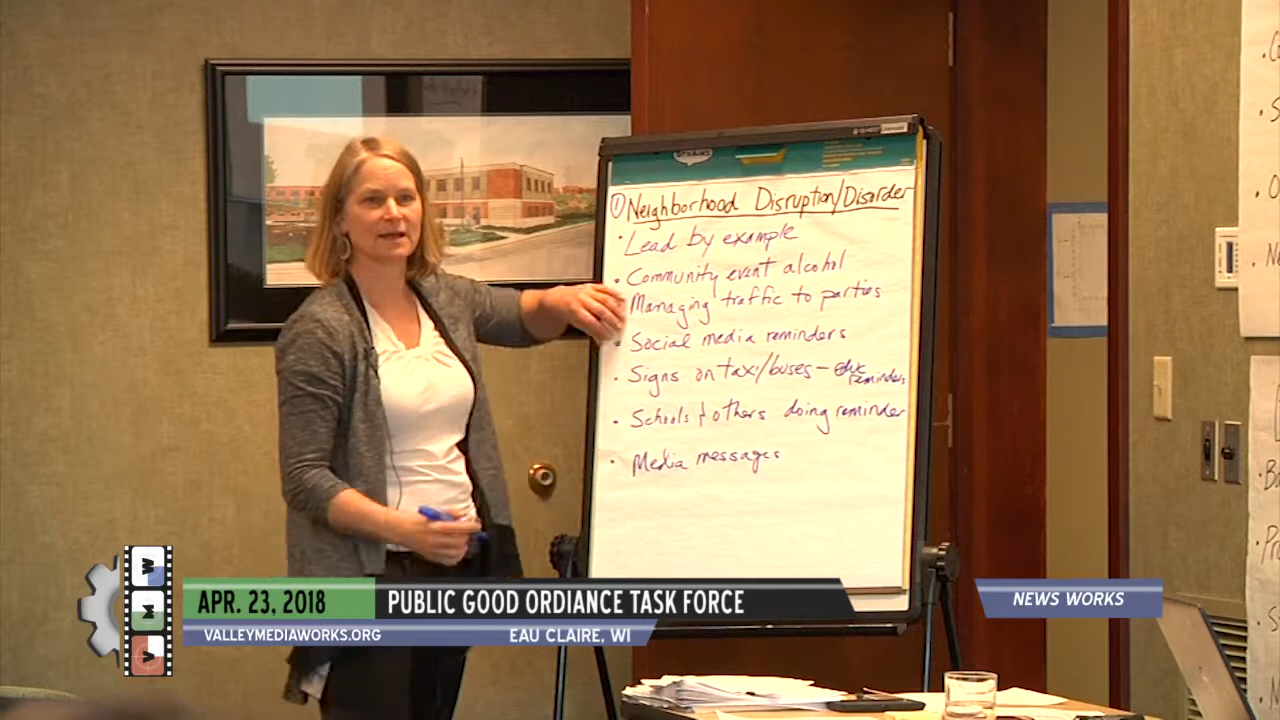 ① Neighborhood Disruption/Disorder
· Lead by example
· Community event alcohol
Managing traffic to parties
· Social media reminders
· Signs on taxi/buses – reminders
· Schools & others doing reminder
· Media messages
W
M
V
APR. 23, 2018
PUBLIC GOOD ORDIANCE TASK FORCE
VALLEYMEDIAWORKS.ORG
EAU CLAIRE, WI
NEWS WORKS